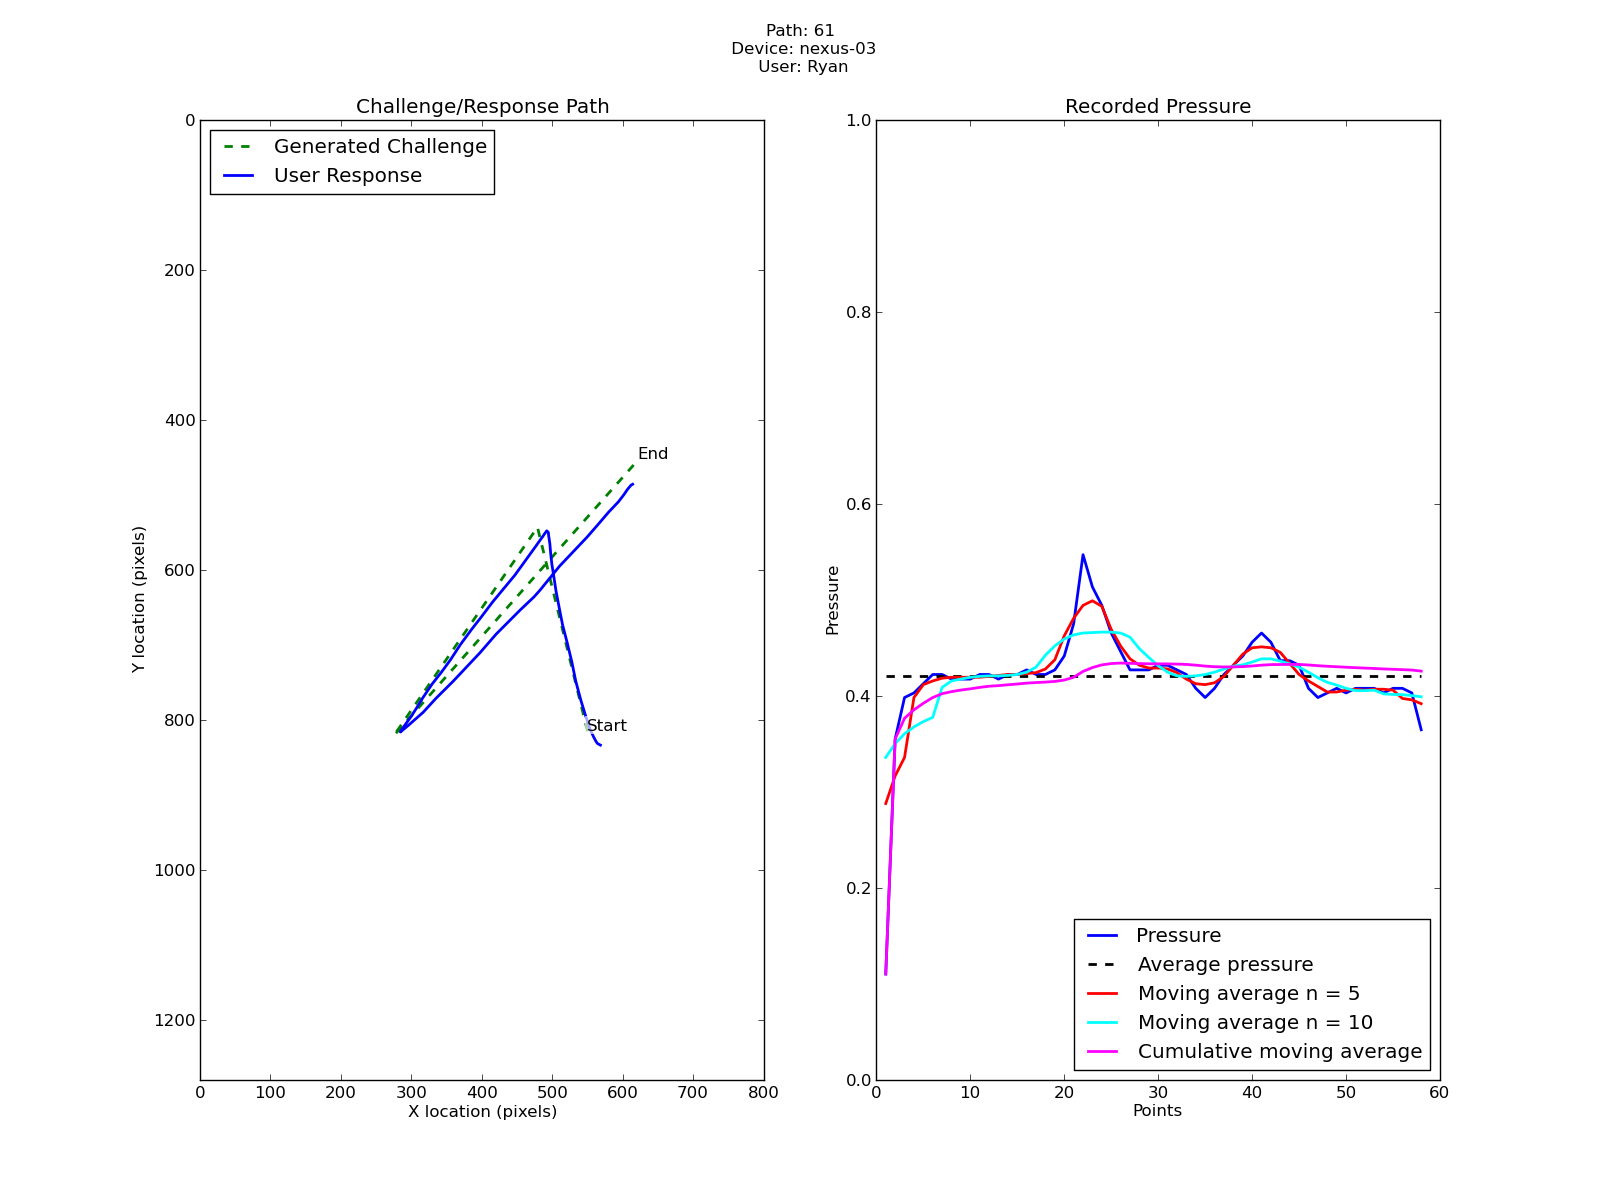 Path: 61
Device: nexus-03
User: Ryan
Challenge/Response Path
Generated Challenge
User Response
0
200
400
600
800
1000
1200
Y location (pixels)
End
Start
0 100 200 300 400 500 600 700 800
X location (pixels)
Recorded Pressure
1.0
0.8
0.6
0.4
0.2
0.0
Pressure
Pressure
Average pressure
Moving average n = 5
Moving average n = 10
Cumulative moving average
0 10 20 30 40 50 60
Points